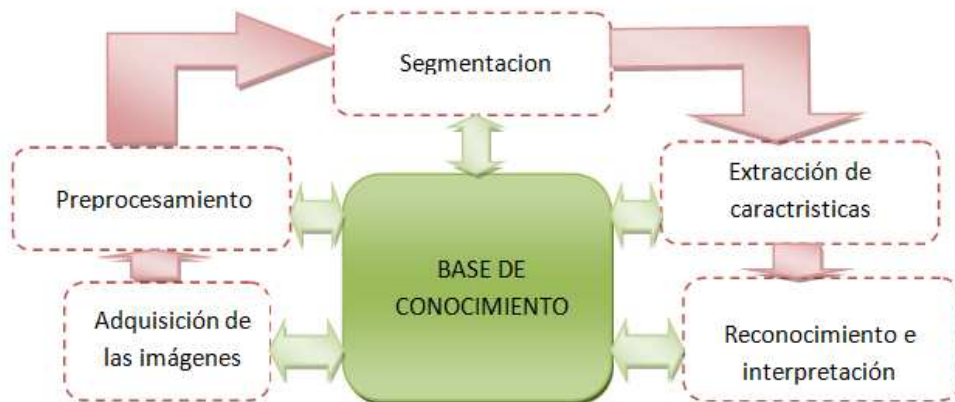 Segmentacion
Preprocesamiento
Extracción de
caractristicas
BASE DE
CONOCIMIENTO
Adquisición de
las imágenes
Reconocimiento e
interpretación